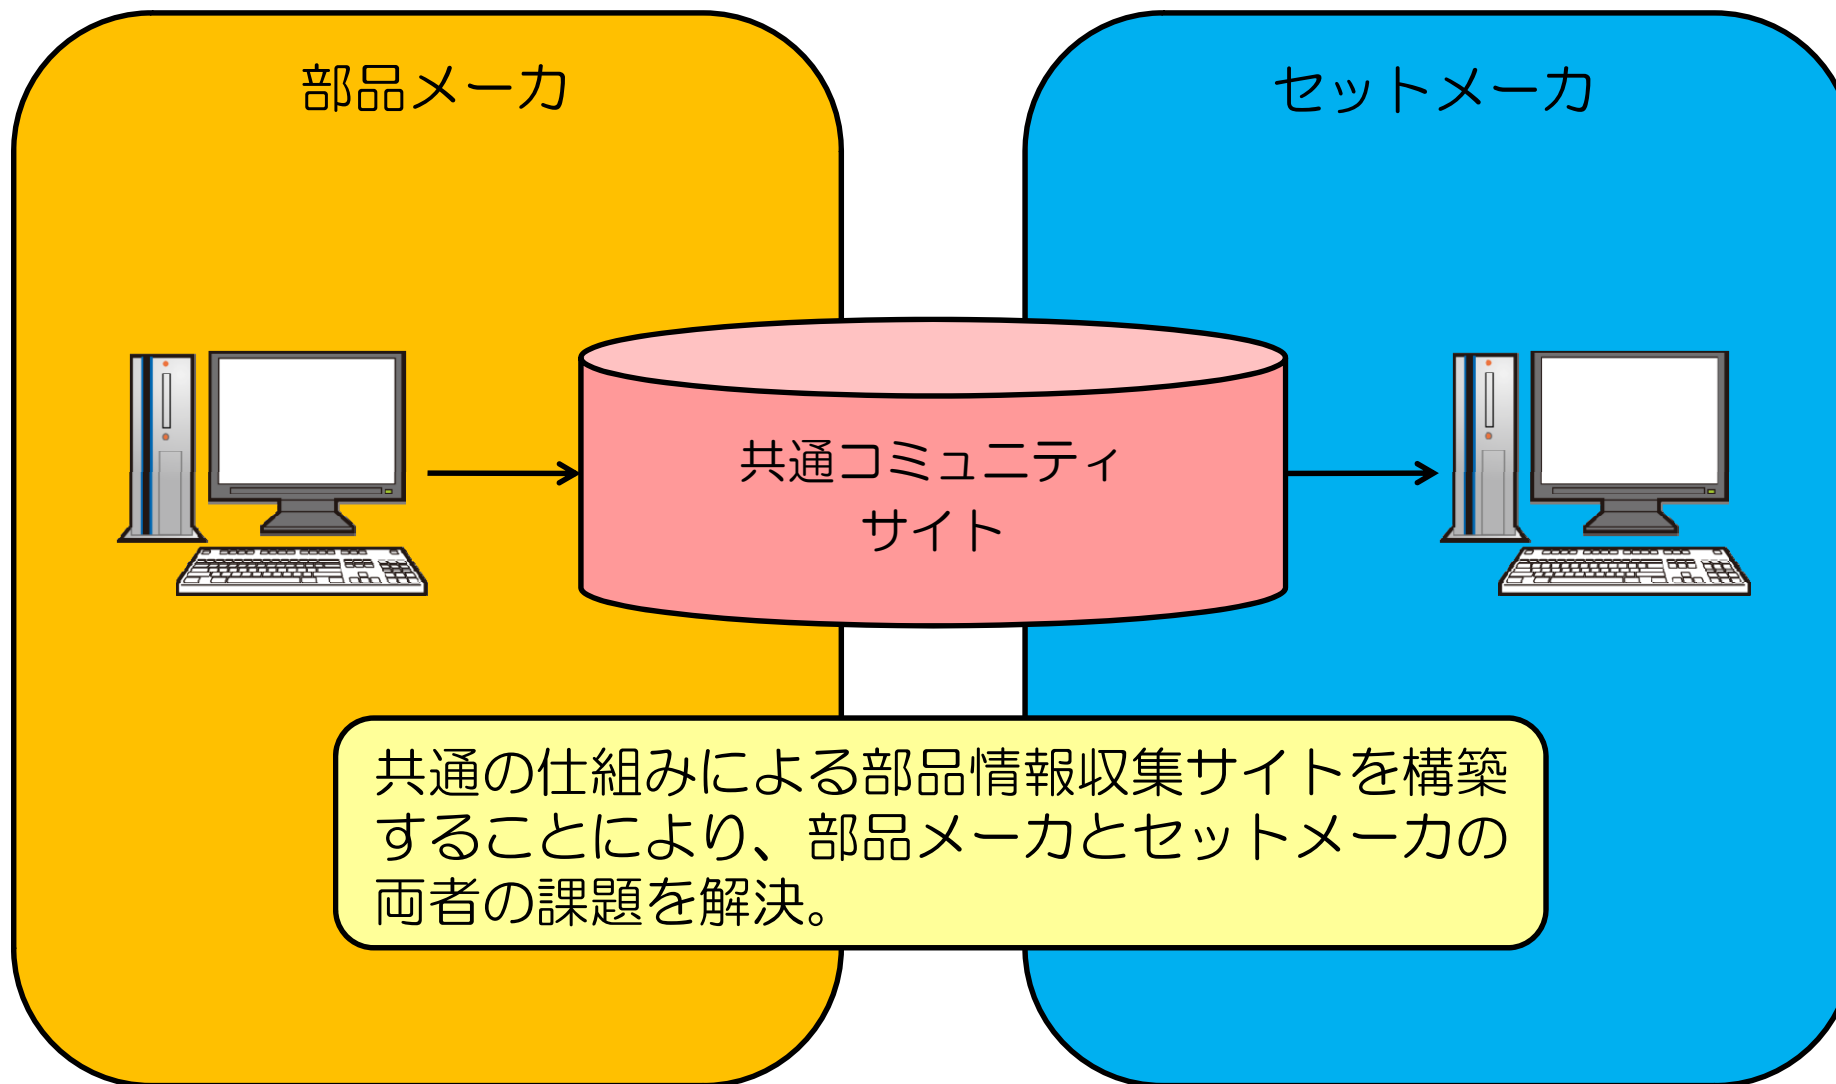 部品メーカ
セットメーカ
共通コミュニティ
サイト
共通の仕組みによる部品情報収集サイトを構築
することにより、部品メーカとセットメーカの
両者の課題を解決。